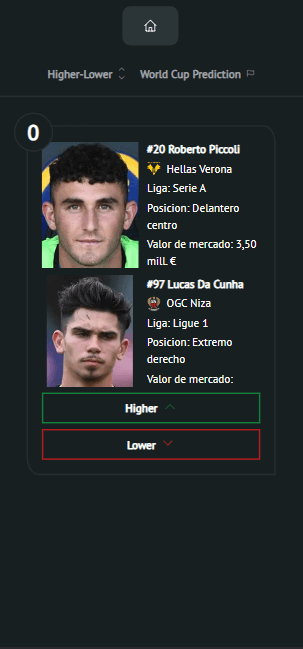 Higher-Lower World Cup Prediction
0
#20 Roberto Piccoli
Hellas Verona
Liga: Serie A
Posicion: Delantero
centro
Valor de mercado: 3,50
mill. €
#97 Lucas Da Cunha
OGC Niza
Liga: Ligue 1
Posicion: Extremo
derecho
Valor de mercado:
Higher
Lower